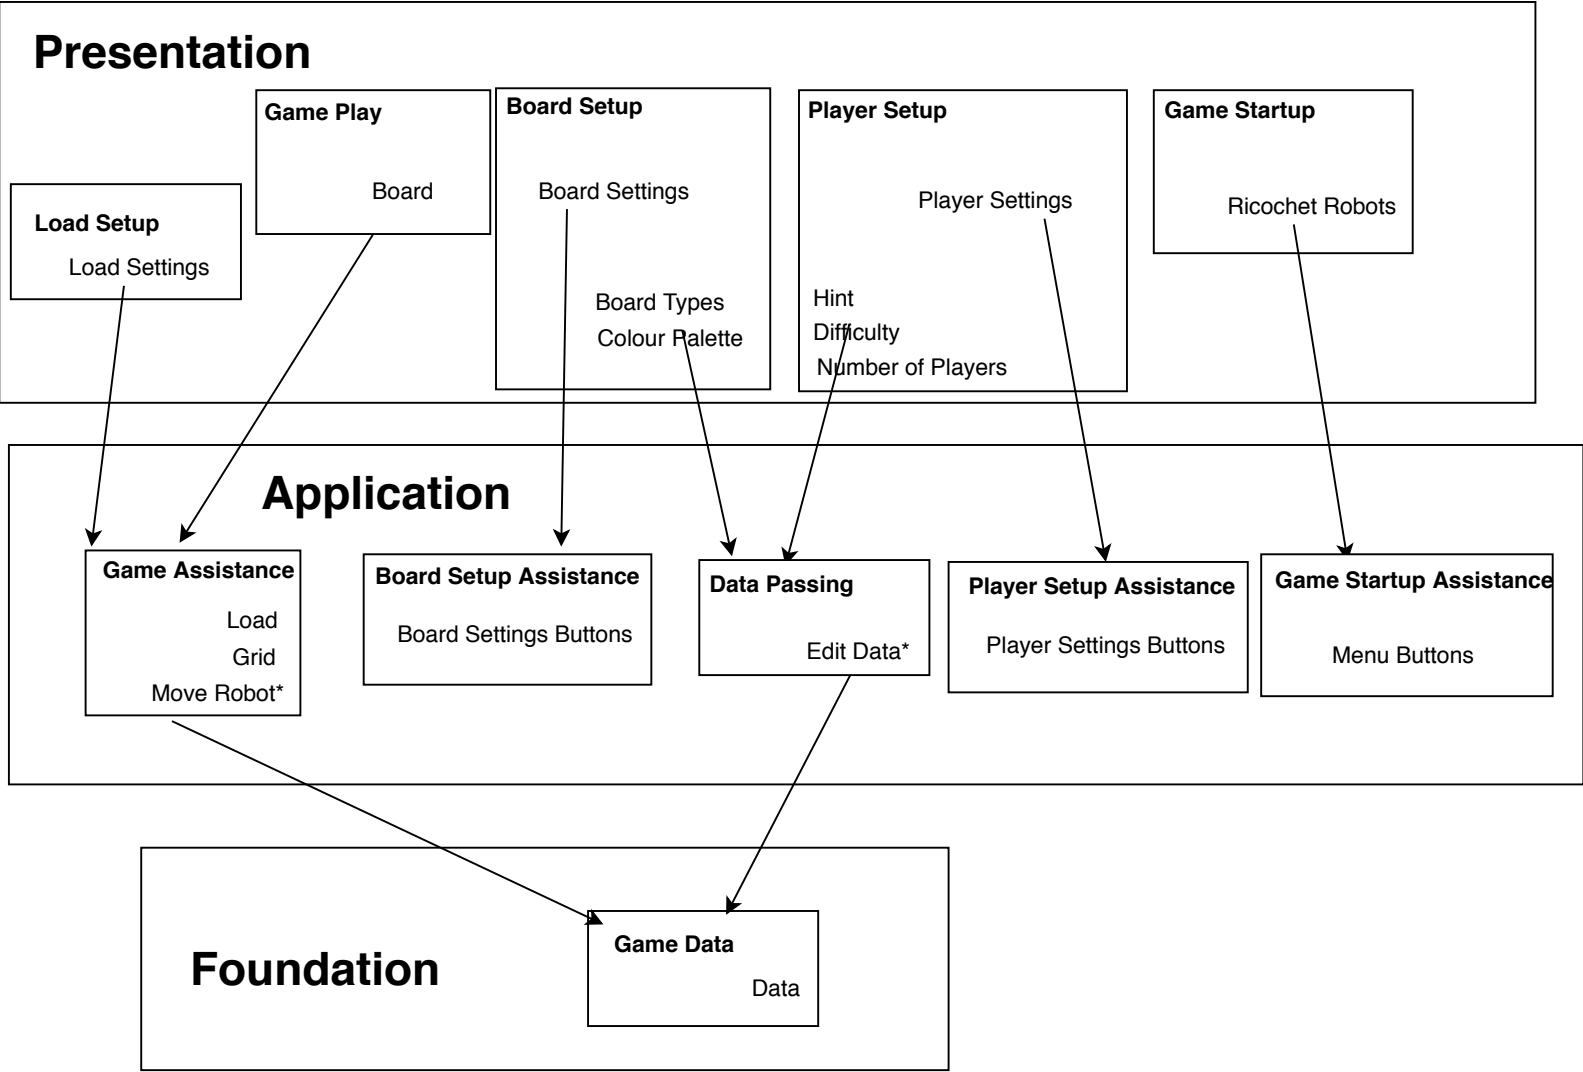 Presentation
Load Setup
Load Settings
Game Play
Board
Board Setup
Board Settings
Board Types
Colour Palette
Player Setup
Player Settings
Hint
Difficulty
Number of Players
Game Startup
Ricochet Robots
Application
Game Assistance
Load
Grid
Move Robot*
Board Setup Assistance
Board Settings Buttons
Data Passing
Edit Data*
Player Setup Assistance
Player Settings Buttons
Game Startup Assistance
Menu Buttons
Foundation
Game Data
Data